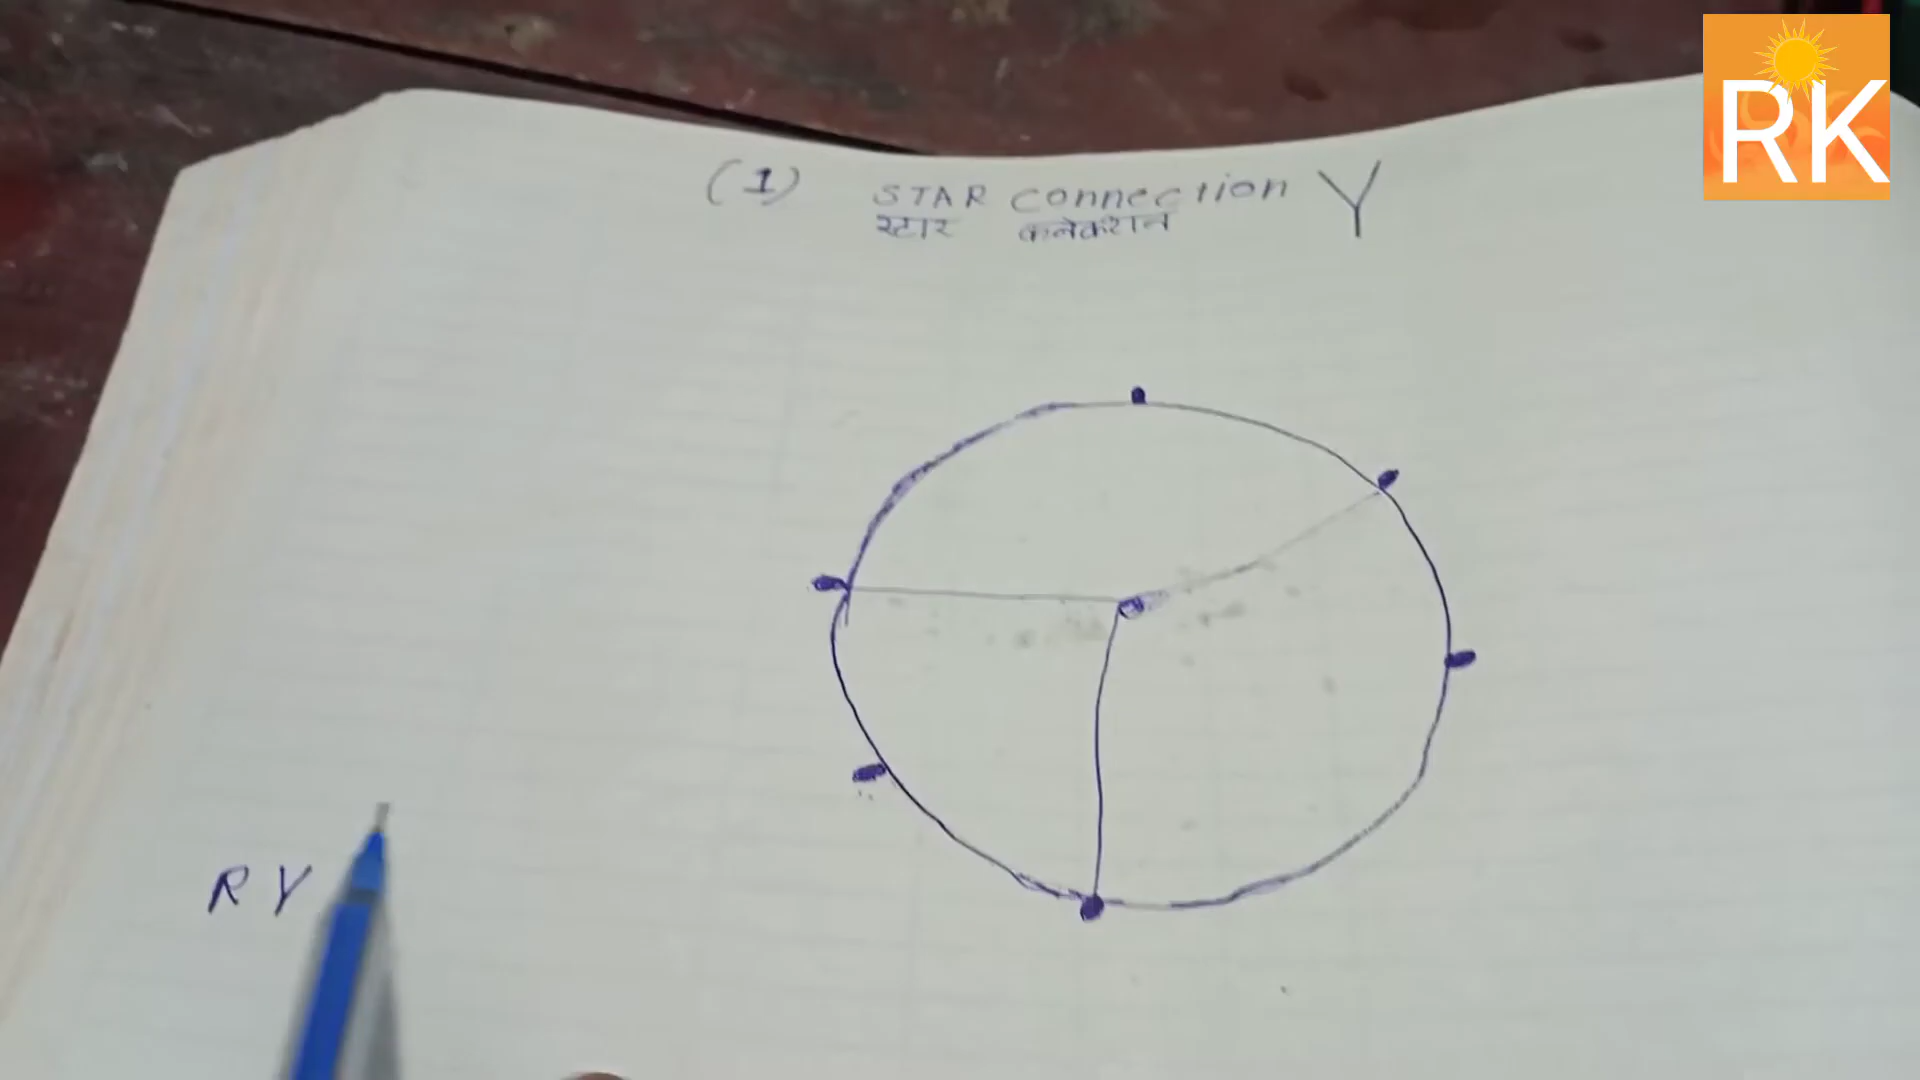 RK
(1) STAR connection Y
स्टार कनेक्शन
R Y